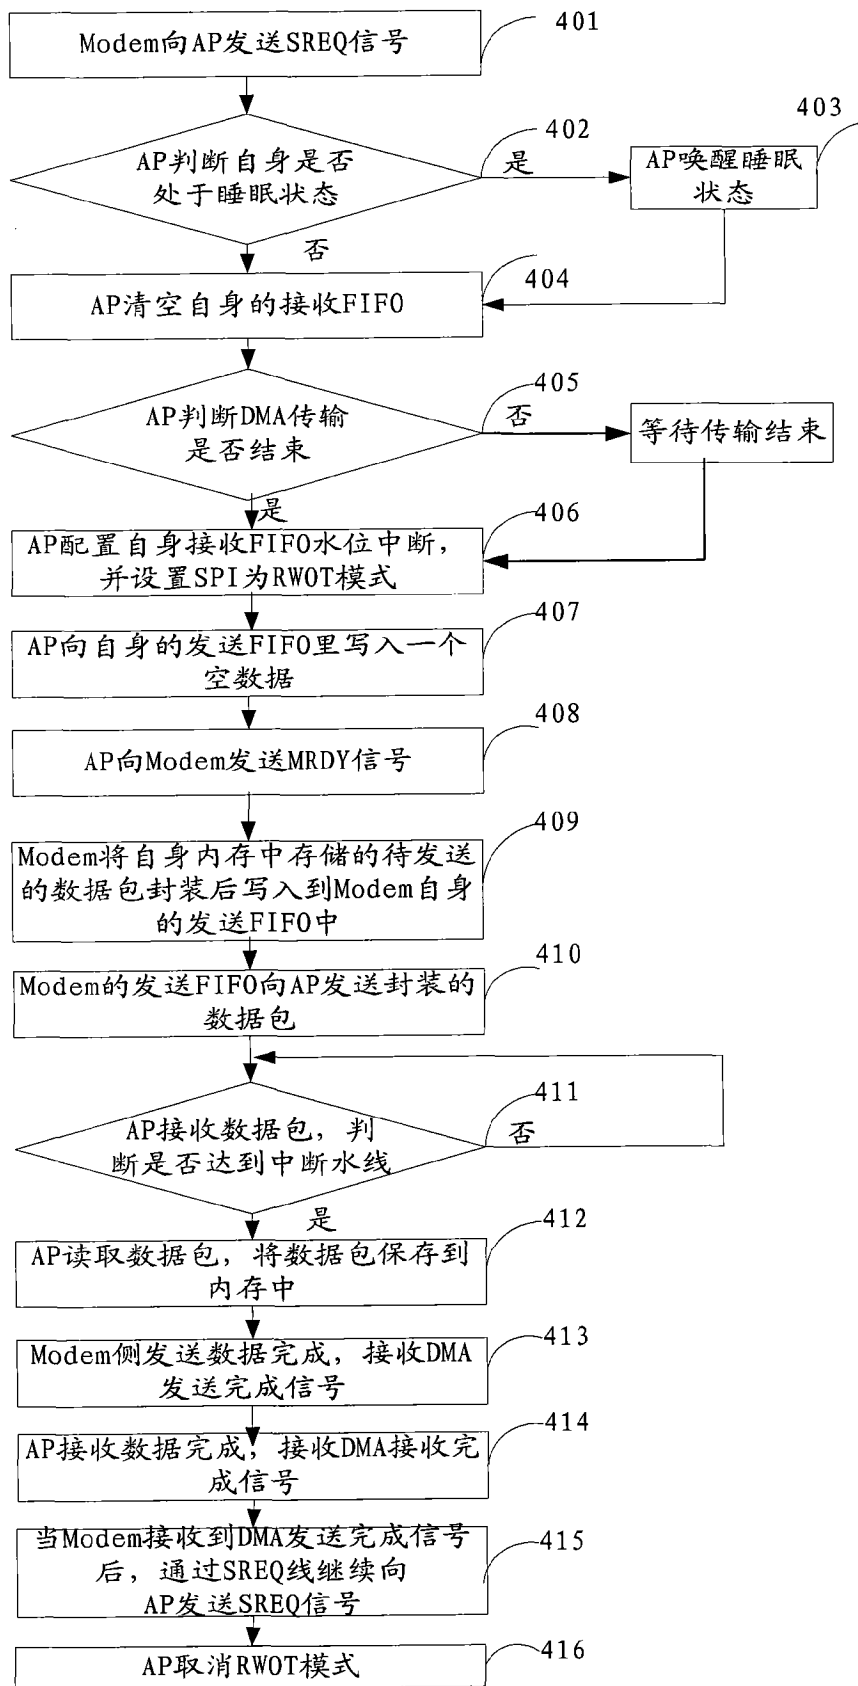 Modem向AP发送SREQ信号
401
AP判断自身是否
处于睡眠状态
402
是
403
AP唤醒睡眠
状态
否
404
AP清空自身的接收FIFO
AP判断DMA传输
是否结束
405
否
等待传输结束
是
406
AP配置自身接收FIFO水位中断，
并设置SPI为RWOT模式
407
AP向自身的发送FIFO里写入一个
空数据
408
AP向Modem发送MRDY信号
409
Modem将自身内存中存储的待发送
的数据包封装后写入到Modem自身
的发送FIFO中
410
Modem的发送FIFO向AP发送封装的
数据包
411
AP接收数据包，判
断是否达到中断水线
否
是
412
AP读取数据包，将数据包保存到
内存中
413
Modem侧发送数据完成，接收DMA
发送完成信号
414
AP接收数据完成，接收DMA接收完
成信号
415
当Modem接收到DMA发送完成信号
后，通过SREQ线继续向
AP发送SREQ信号
416
AP取消RWOT模式